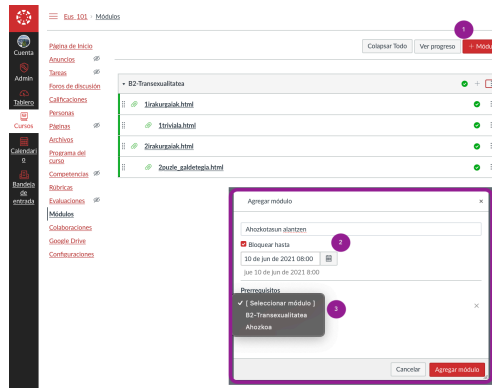 Eus_101 › Módulos
1
Colapsar Todo
Ver progreso
+ Módu
Cuenta
Admin
Tablero
Cursos
Calendari
o
Bandeja
de
entrada
Página de Inicio
Anuncios
Tareas
Foros de discusión
Calificaciones
Personas
Páginas
Archivos
Programa del
curso
Competencias
Rúbricas
Evaluaciones
Módulos
Colaboraciones
Google Drive
Configuraciones
B2-Transexualitatea
1irakurgaiak.html
1triviala.html
2irakurgaiak.html
2puzle_galdetegia.html
Agregar módulo
×
Ahozkotasun alantzen
Bloquear hasta
2
10 de jun de 2021 08:00
jue 10 de jun de 2021 8:00
Prerrequisitos
✓ [ Seleccionar módulo ]
B2-Transexualitatea
Ahozkoa
3
×
Cancelar
Agregar módulo